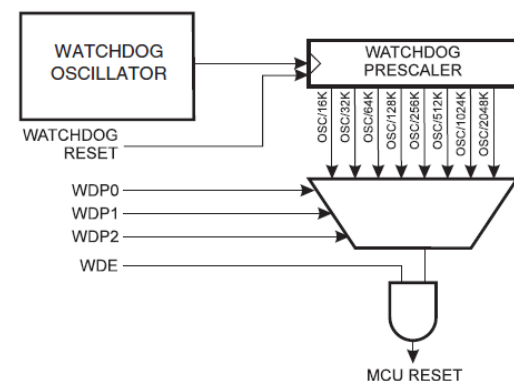 WATCHDOG
OSCILLATOR
WATCHDOG
PRESCALER
WATCHDOG
RESET
OSC/16K
OSC/32K
OSC/64K
OSC/128K
OSC/256K
OSC/512K
OSC/1024K
OSC/2048K
WDP0
WDP1
WDP2
WDE
MCU RESET